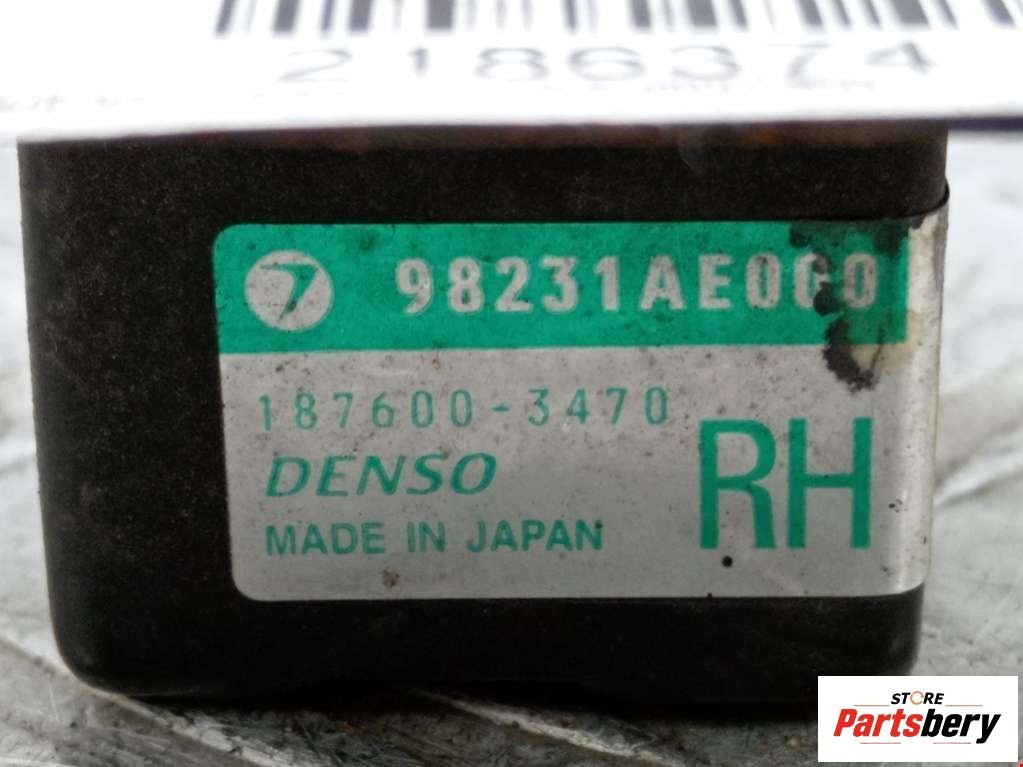 2186374
98231AE0G0
187600-3470
DENSO
MADE IN JAPAN
RH
STORE
Partsbery